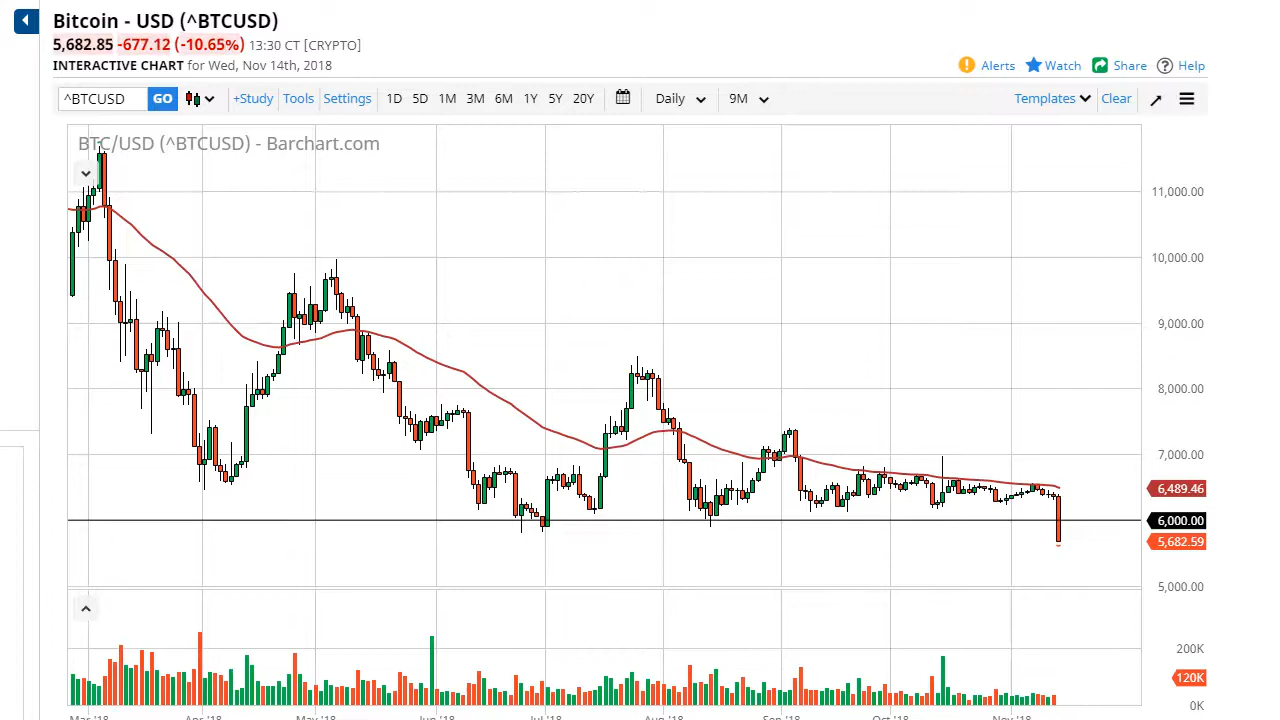 Bitcoin - USD (^BTCUSD)
5,682.85 -677.12 (-10.65%) 13:30 CT [CRYPTO]
INTERACTIVE CHART for Wed, Nov 14th, 2018
Alerts Watch Share ? Help
^BTCUSD GO +Study Tools Settings 1D 5D 1M 3M 6M 1Y 5Y 20Y Daily 9M Templates Clear
BTC/USD (^BTCUSD) - Barchart.com
11,000.00
10,000.00
9,000.00
8,000.00
7,000.00
6,489.46
6,000.00
5,682.59
5,000.00
200K
120K
0K
Mar '18 Apr '18 May '18 Jun '18 Jul '18 Aug '18 Sep '18 Oct '18 Nov '18